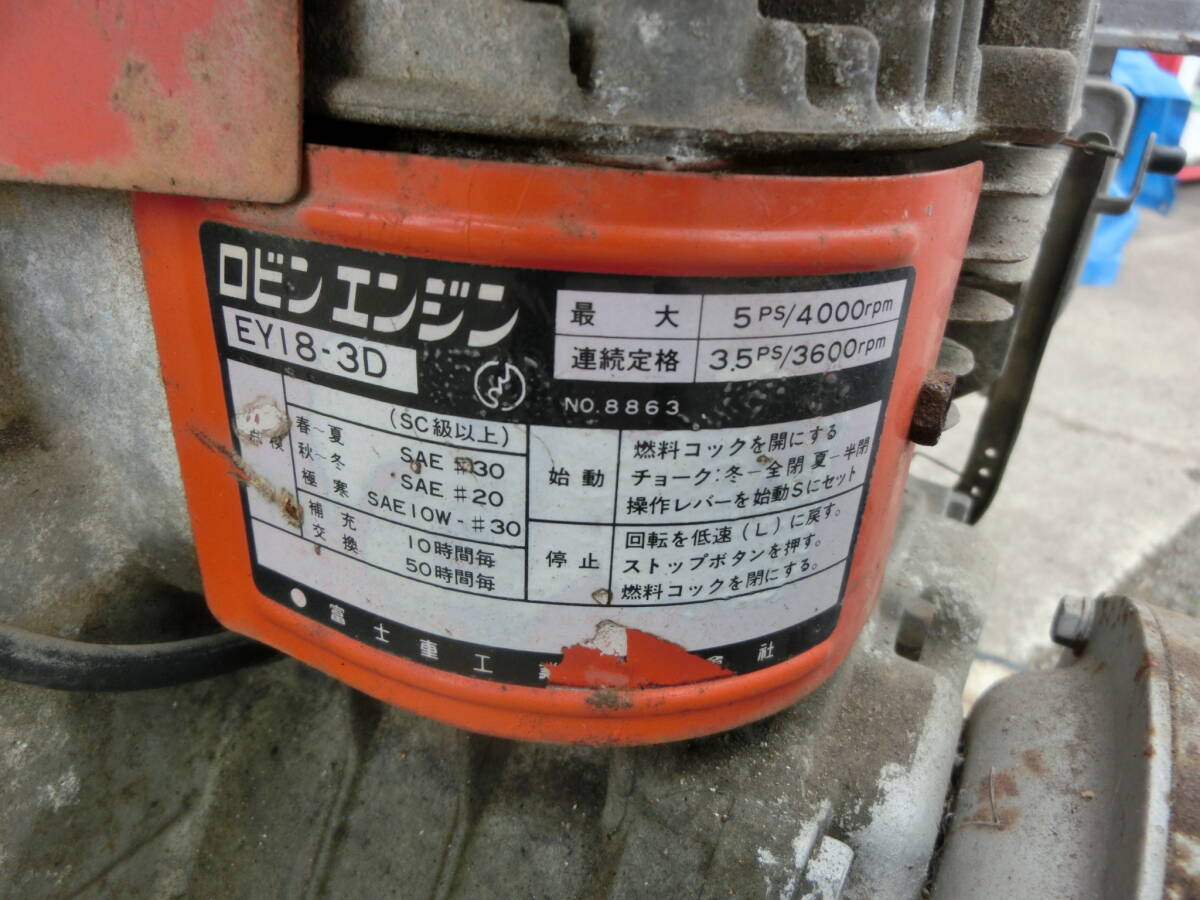 ロビンエンジン
EY18-3D
最大 5PS/4000rpm
連続定格 3.5PS/3600rpm
NO.8863
(SC級以上)
春~夏 SAE #30
秋~冬 SAE #20
極寒 SAE10W-#30
補充 10時間毎
交換 50時間毎
始動
燃料コックを開にする
チョーク:冬-全閉 夏-半閉
操作レバーを始動Sにセット
停止
回転を低速(L)に戻す。
ストップボタンを押す。
燃料コックを閉にする。
富士重工 社